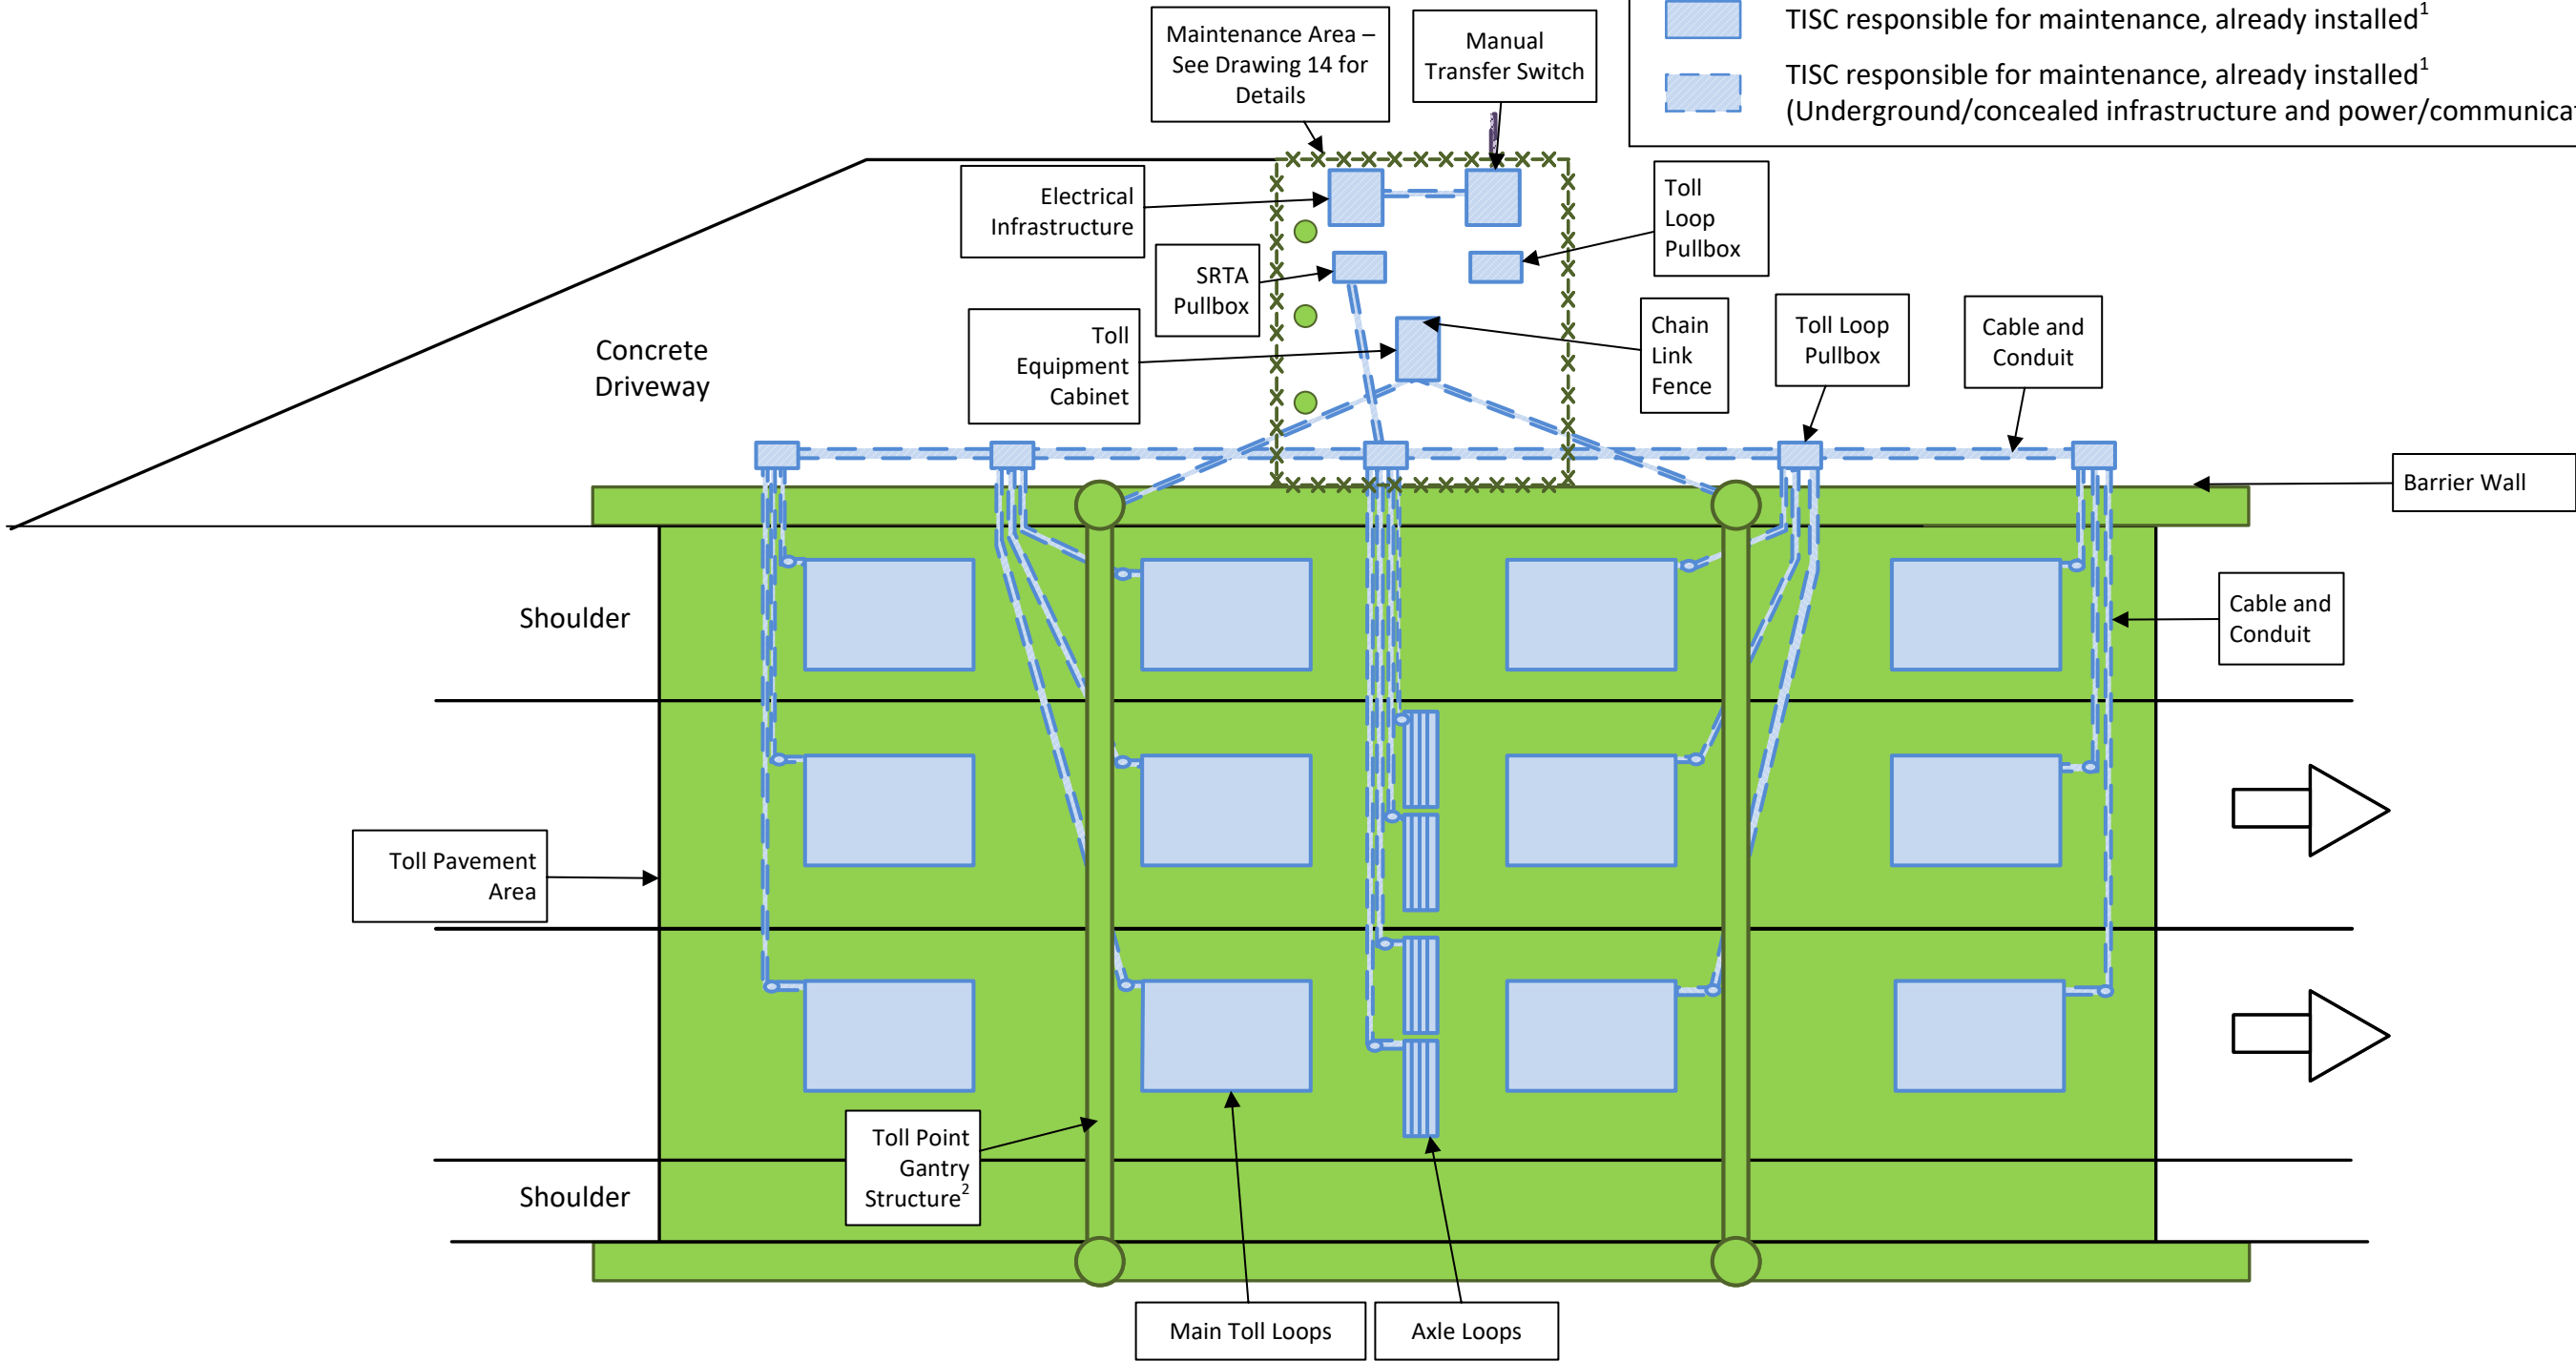 TISC responsible for maintenance, already installed1
TISC responsible for maintenance, already installed1
(Underground/concealed infrastructure and power/communicat
Maintenance Area –
See Drawing 14 for
Details
Manual
Transfer Switch
Electrical
Infrastructure
Toll
Loop
Pullbox
SRTA
Pullbox
Toll
Equipment
Cabinet
Chain
Link
Fence
Toll Loop
Pullbox
Cable and
Conduit
Concrete
Driveway
Barrier Wall
Shoulder
Cable and
Conduit
Toll Pavement
Area
Toll Point
Gantry
Structure2
Shoulder
Main Toll Loops
Axle Loops